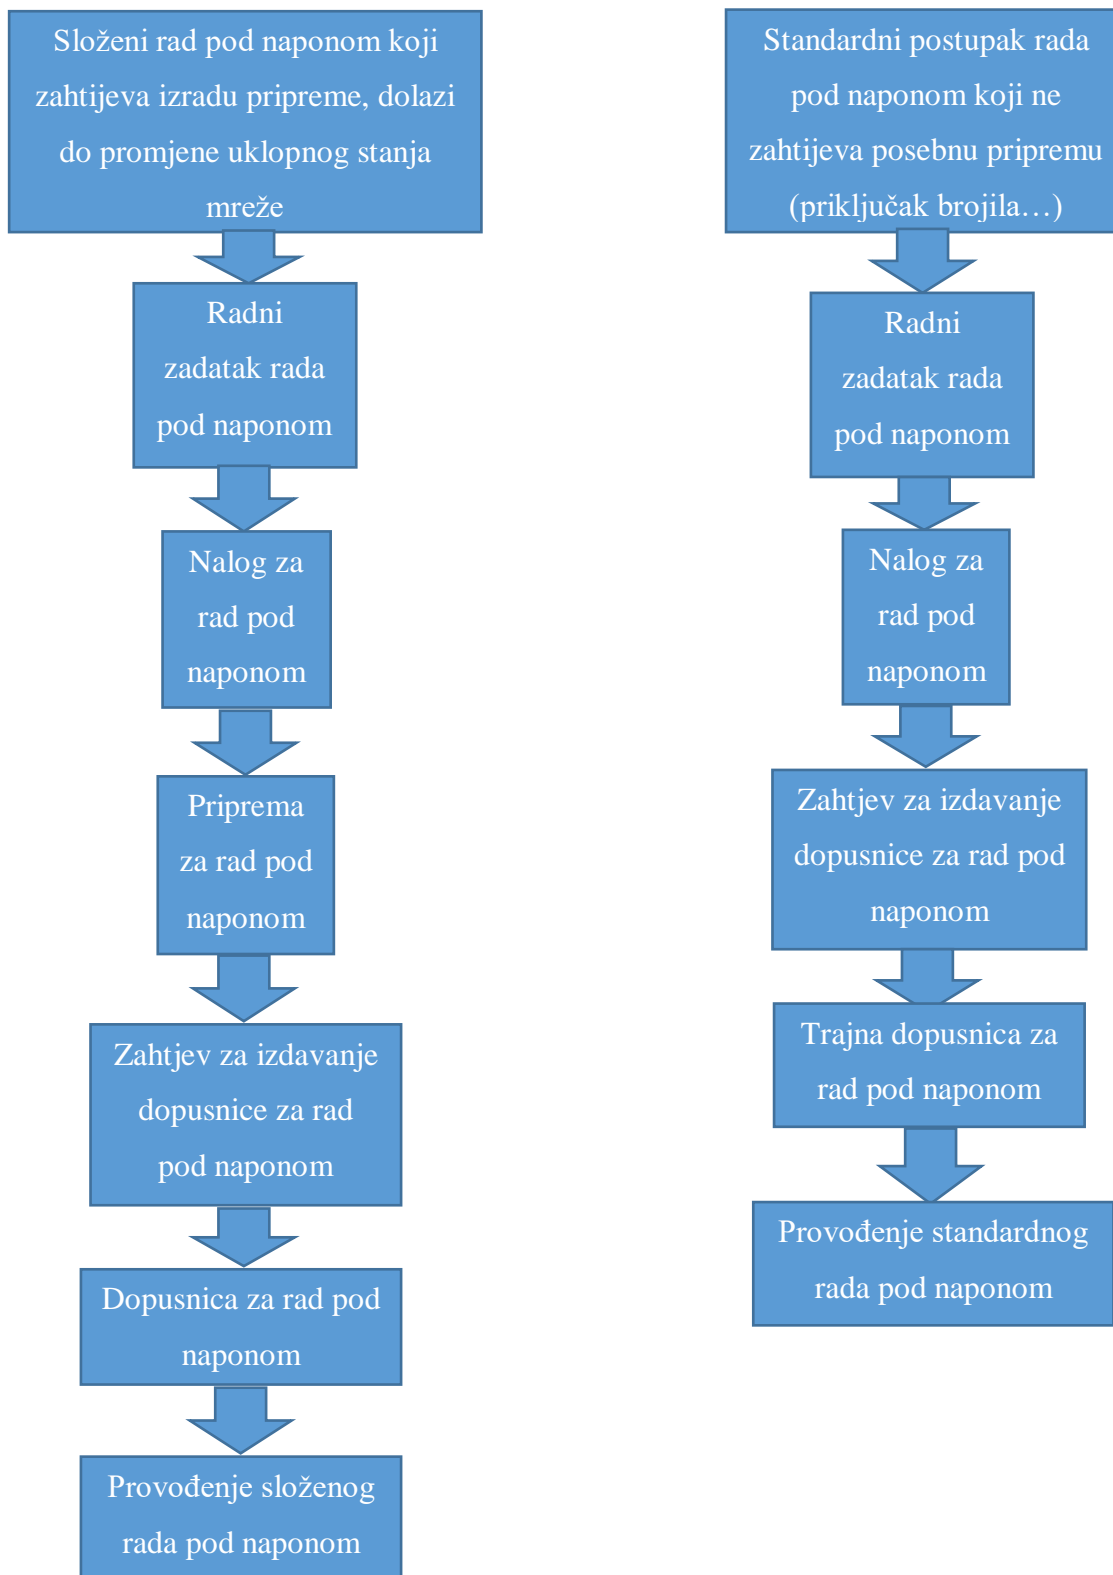 Složeni rad pod naponom koji
zahtijeva izradu pripreme, dolazi
do promjene uklopnog stanja
mreže
Radni
zadatak rada
pod naponom
Nalog za
rad pod
naponom
Priprema
za rad pod
naponom
Zahtjev za izdavanje
dopusnice za rad
pod naponom
Dopusnica za rad pod
naponom
Provođenje složenog
rada pod naponom
Standardni postupak rada
pod naponom koji ne
zahtijeva posebnu pripremu
(priključak brojila…)
Radni
zadatak rada
pod naponom
Nalog za
rad pod
naponom
Zahtjev za izdavanje
dopusnice za rad pod
naponom
Trajna dopusnica za
rad pod naponom
Provođenje standardnog
rada pod naponom